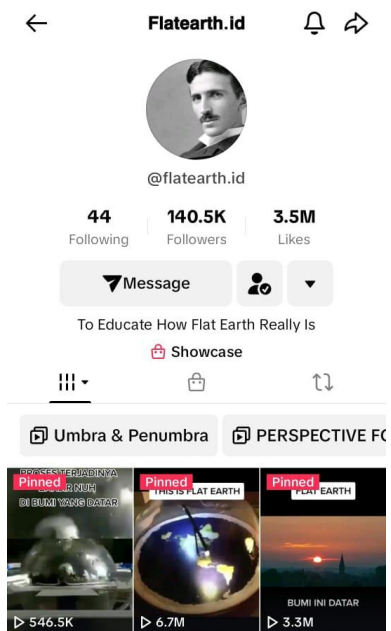 Flatearth.id
@flatearth.id
44
Following
140.5K
Followers
3.5M
Likes
Message
To Educate How Flat Earth Really Is
Showcase
Umbra & Penumbra
PERSPECTIVE FO
PROSES TERJADINYA
Pinned
NUH
DI BUMI YANG DATAR
546.5K
Pinned
THIS IS FLAT EARTH
6.7M
Pinned
FLAT EARTH
BUMI INI DATAR
3.3M